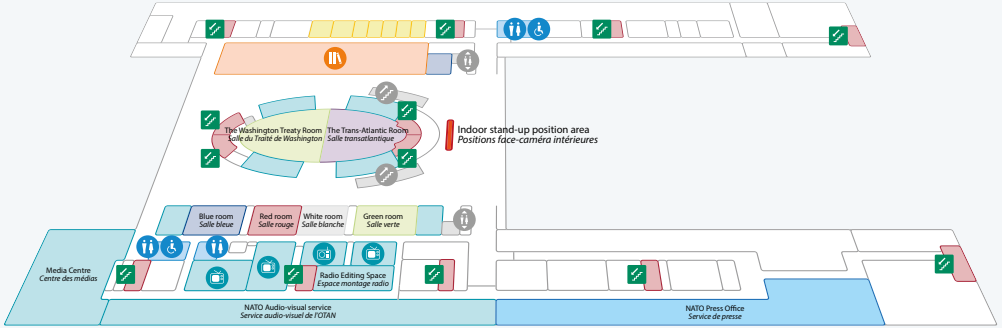 The Washington Treaty Room
Salle du Traité de Washington
The Trans-Atlantic Room
Salle transatlantique
Indoor stand-up position area
Positions face-caméra intérieures
Blue room
Salle bleue
Red room
Salle rouge
White room
Salle blanche
Green room
Salle verte
Media Centre
Centre des médias
Radio Editing Space
Espace montage radio
NATO Audio-visual service
Service audio-visuel de l'OTAN
NATO Press Office
Service de presse